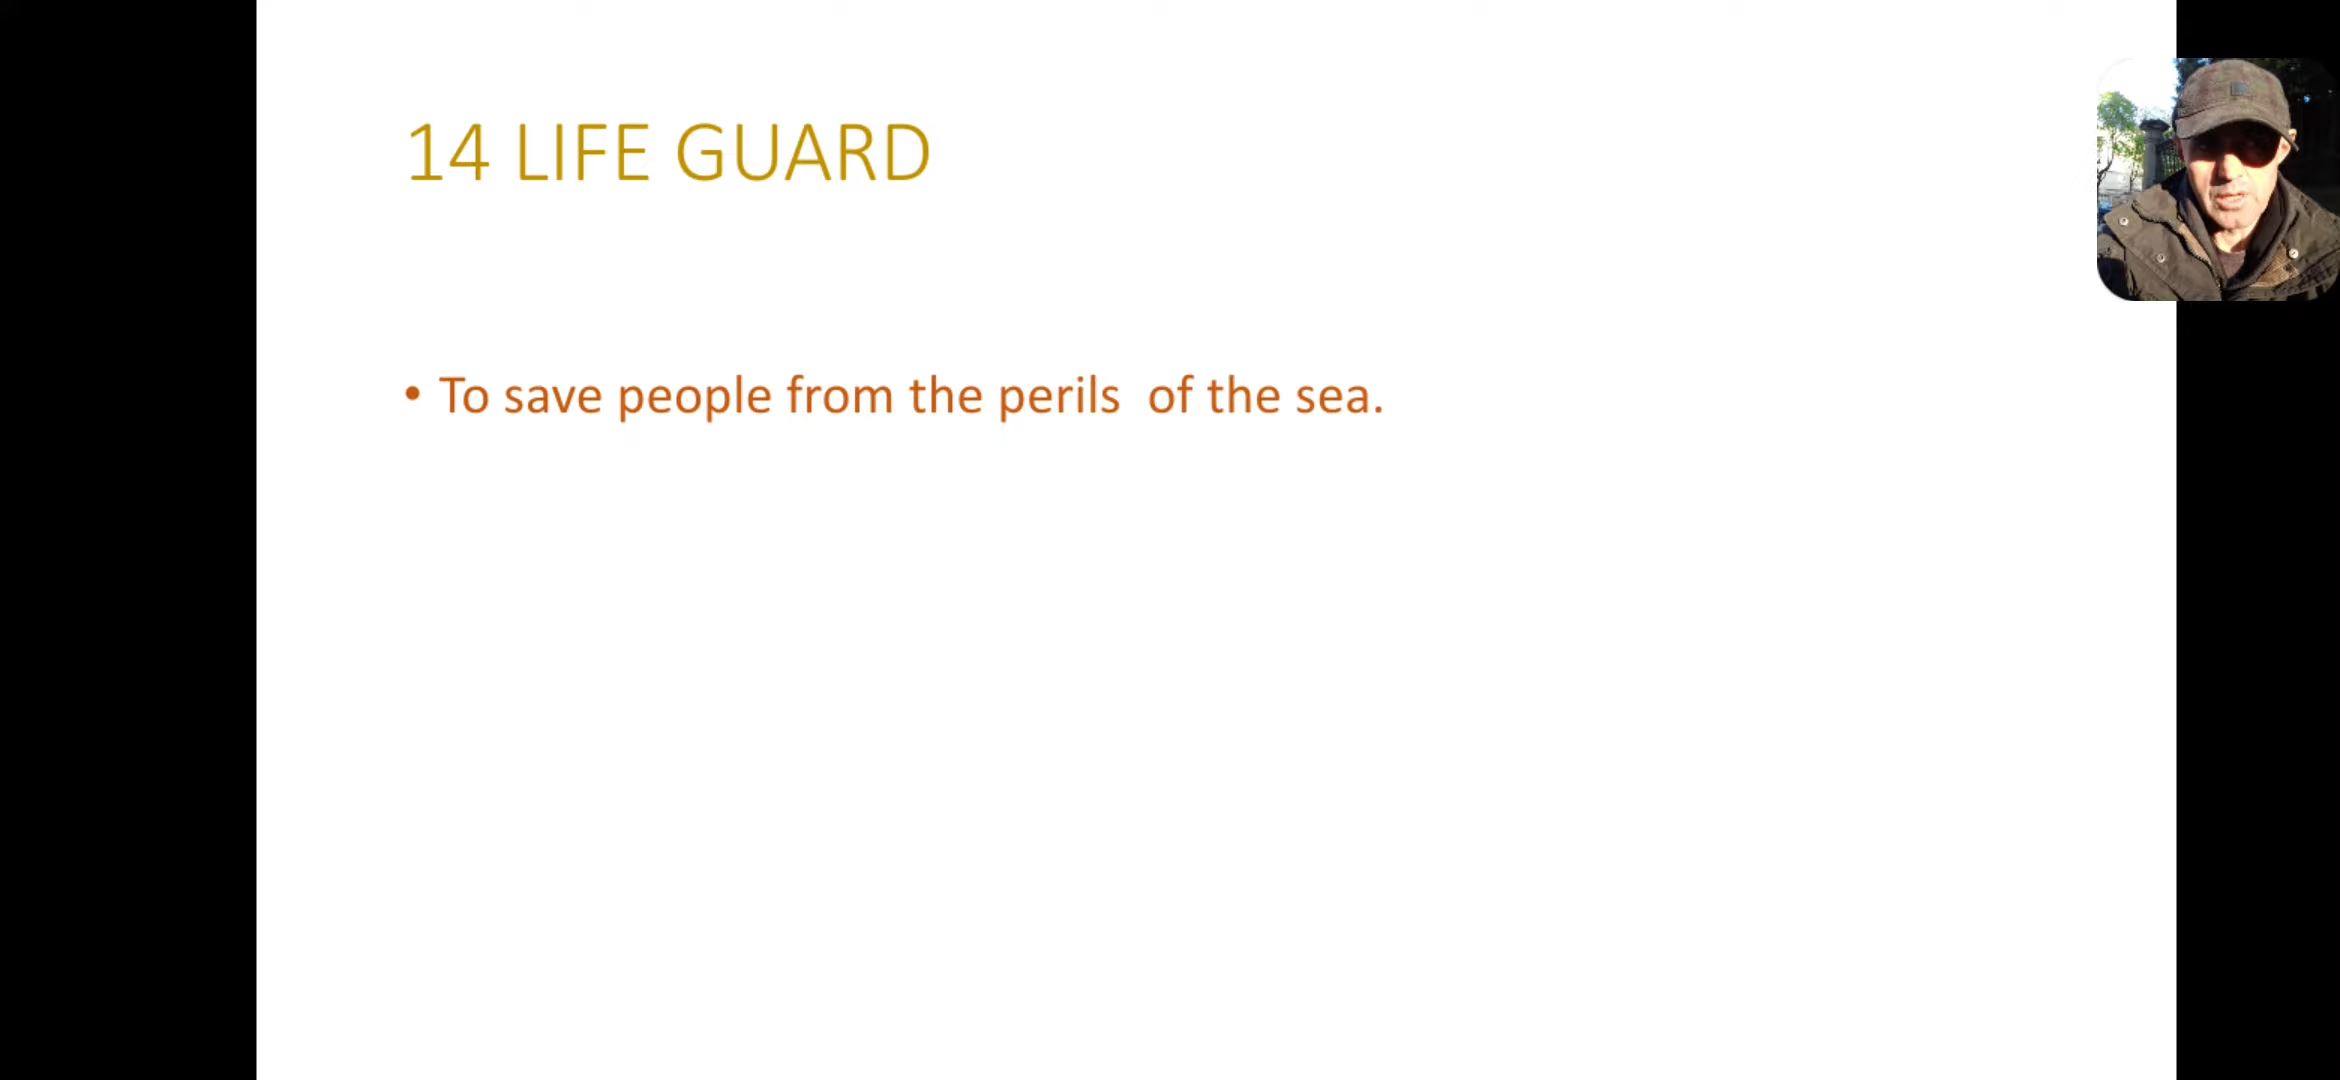 14 LIFE GUARD
• To save people from the perils  of the sea.